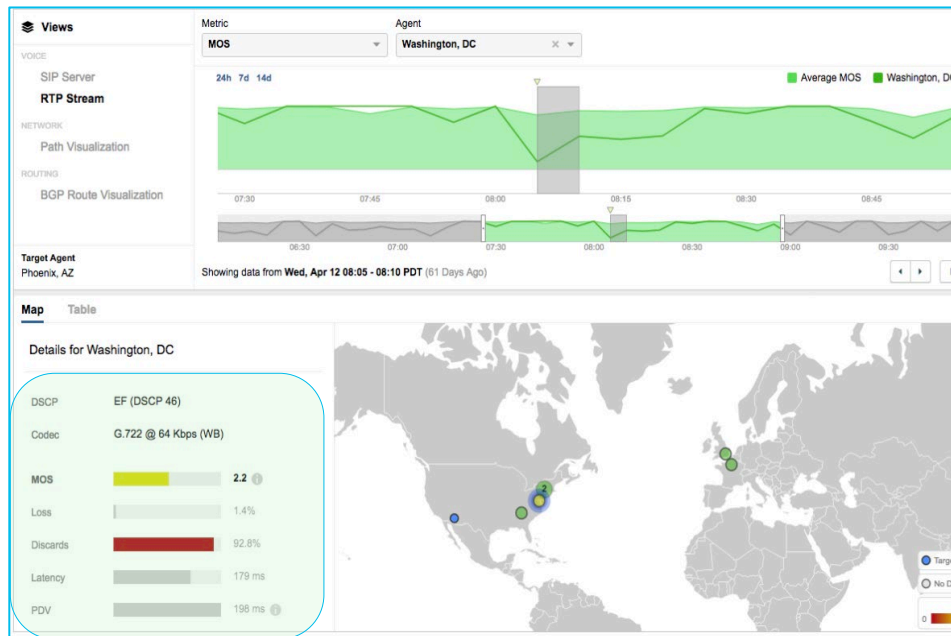 Views
VOICE
SIP Server
RTP Stream
NETWORK
Path Visualization
ROUTING
BGP Route Visualization
Target Agent
Phoenix, AZ
Metric
MOS
Agent
Washington, DC
24h 7d 14d
Average MOS Washington, DC
07:30 07:45 08:00 08:15 08:30 08:45
06:30 07:00 07:30 08:00 08:30 09:00 09:30
Showing data from Wed, Apr 12 08:05 - 08:10 PDT (61 Days Ago)
Map Table
Details for Washington, DC
DSCP EF (DSCP 46)
Codec G.722 @ 64 Kbps (WB)
MOS 2.2
Loss 1.4%
Discards 92.8%
Latency 179 ms
PDV 198 ms
2
Targe
No D
0